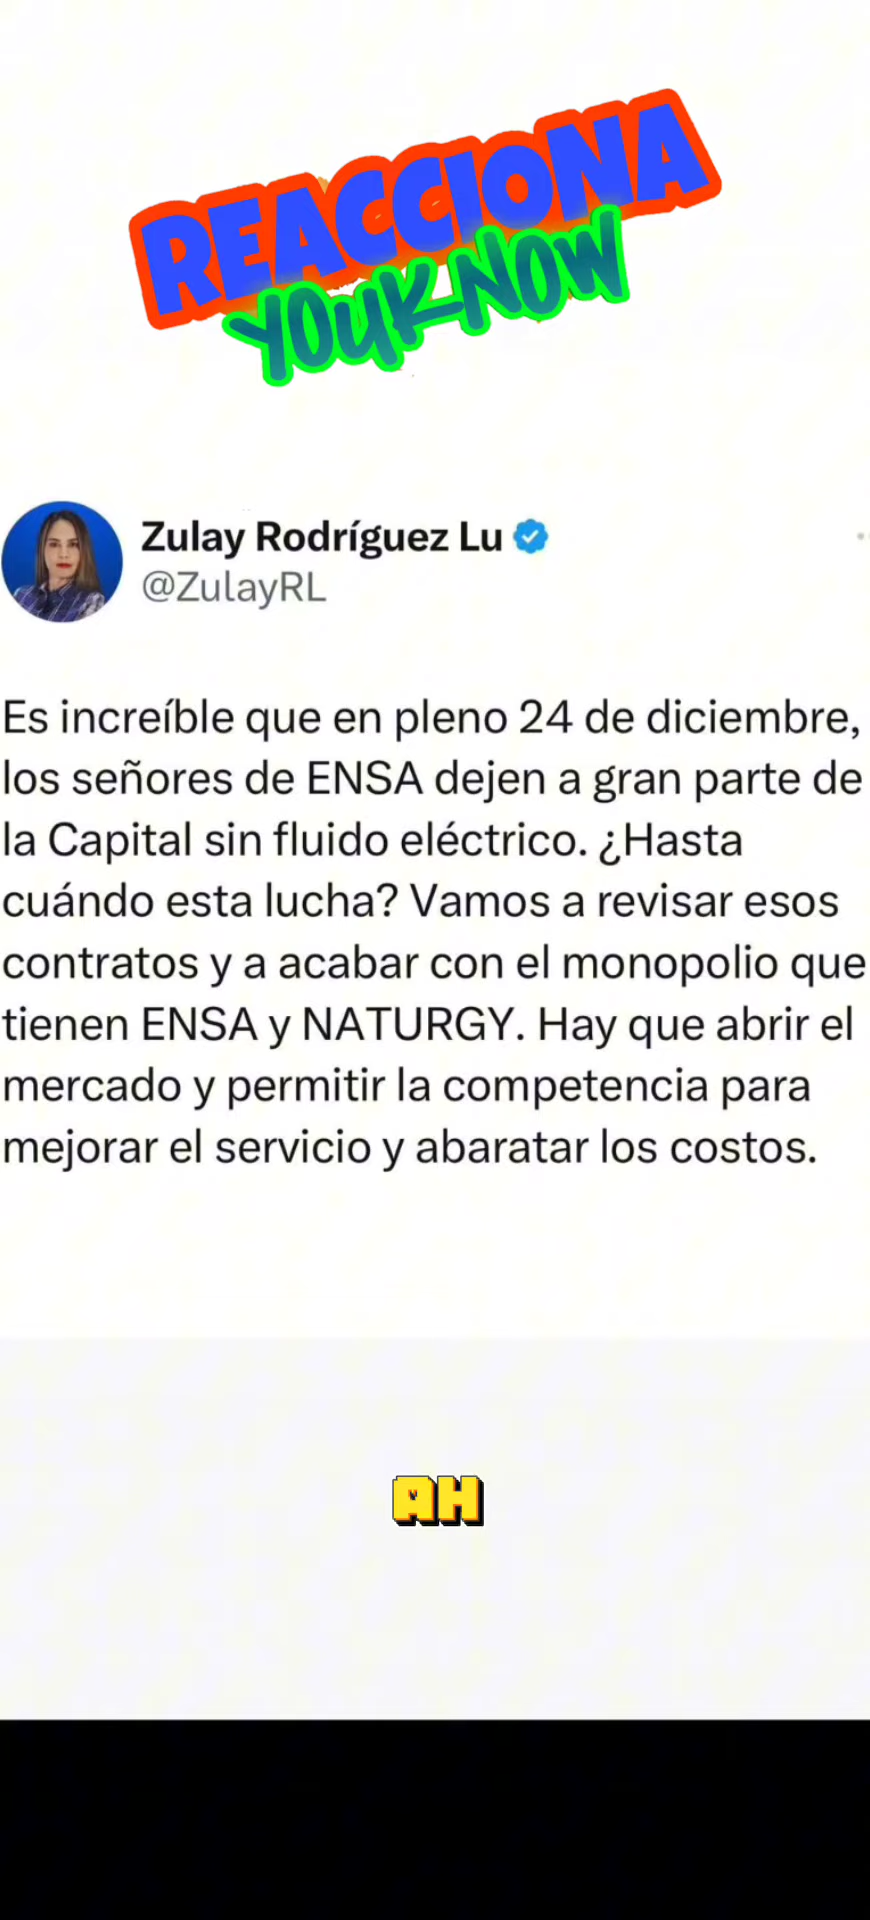 REACCIONA
YOUKNOW
Zulay Rodríguez Lu
@ZulayRL
Es increíble que en pleno 24 de diciembre,
los señores de ENSA dejen a gran parte de
la Capital sin fluido eléctrico. ¿Hasta
cuándo esta lucha? Vamos a revisar esos
contratos y a acabar con el monopolio que
tienen ENSA y NATURGY. Hay que abrir el
mercado y permitir la competencia para
mejorar el servicio y abaratar los costos.
AH